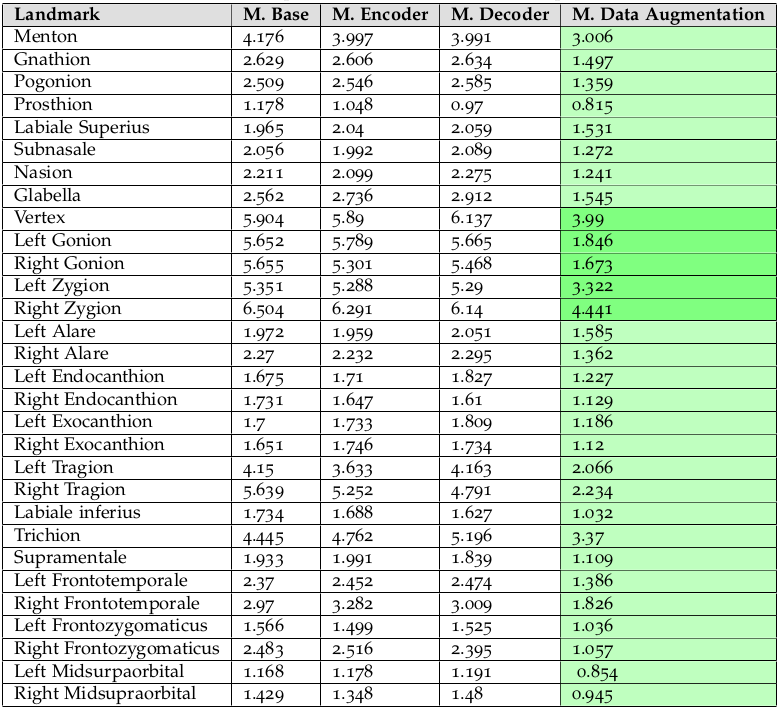 Landmark M. Base M. Encoder M. Decoder M. Data Augmentation
Menton 4.176 3.997 3.991 3.006
Gnathion 2.629 2.606 2.634 1.497
Pogonion 2.509 2.546 2.585 1.359
Prosthion 1.178 1.048 0.97 0.815
Labiale Superius 1.965 2.04 2.059 1.531
Subnasale 2.056 1.992 2.089 1.272
Nasion 2.211 2.099 2.275 1.241
Glabella 2.562 2.736 2.912 1.545
Vertex 5.904 5.89 6.137 3.99
Left Gonion 5.652 5.789 5.665 1.846
Right Gonion 5.655 5.301 5.468 1.673
Left Zygion 5.351 5.288 5.29 3.322
Right Zygion 6.504 6.291 6.14 4.441
Left Alare 1.972 1.959 2.051 1.585
Right Alare 2.27 2.232 2.295 1.362
Left Endocanthion 1.675 1.71 1.827 1.227
Right Endocanthion 1.731 1.647 1.61 1.129
Left Exocanthion 1.7 1.733 1.809 1.186
Right Exocanthion 1.651 1.746 1.734 1.12
Left Tragion 4.15 3.633 4.163 2.066
Right Tragion 5.639 5.252 4.791 2.234
Labiale inferius 1.734 1.688 1.627 1.032
Trichion 4.445 4.762 5.196 3.37
Supramentale 1.933 1.991 1.839 1.109
Left Frontotemporale 2.37 2.452 2.474 1.386
Right Frontotemporale 2.97 3.282 3.009 1.826
Left Frontozygomaticus 1.566 1.499 1.525 1.036
Right Frontozygomaticus 2.483 2.516 2.395 1.057
Left Midsurpaorbital 1.168 1.178 1.191 0.854
Right Midsupraorbital 1.429 1.348 1.48 0.945